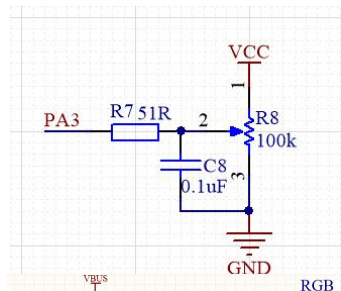 VCC
1
R7 51R
R8
PA3
2
100k
C8
3
0.1uF
GND
VBUS
RGB